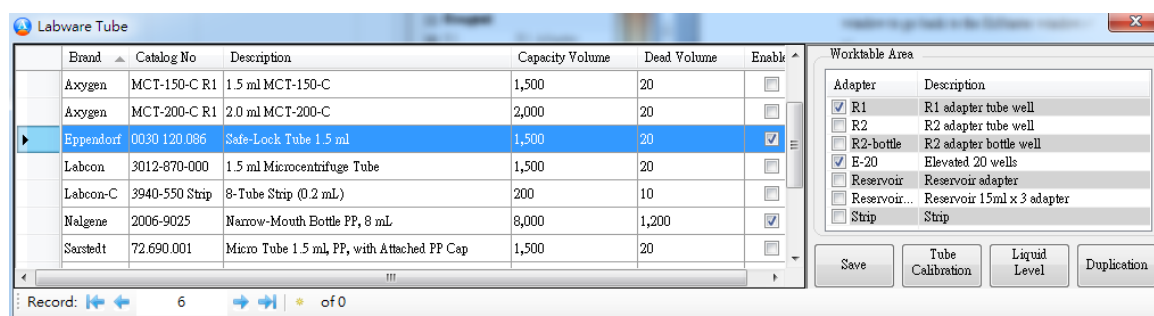 Labware Tube
Brand Catalog No Description Capacity Volume Dead Volume Enable
Axygen MCT-150-C R1 1.5 ml MCT-150-C 1,500 20
Axygen MCT-200-C R1 2.0 ml MCT-200-C 2,000 20
Eppendorf 0030 120.086 Safe-Lock Tube 1.5 ml 1,500 20
Labcon 3012-870-000 1.5 ml Microcentrifuge Tube 1,500 20
Labcon-C 3940-550 Strip 8-Tube Strip (0.2 mL) 200 10
Nalgene 2006-9025 Narrow-Mouth Bottle PP, 8 mL 8,000 1,200
Sarstedt 72.690.001 Micro Tube 1.5 ml, PP, with Attached PP Cap 1,500 20
Record: 6 of 0
Worktable Area
Adapter Description
R1 R1 adapter tube well
R2 R2 adapter tube well
R2-bottle R2 adapter bottle well
E-20 Elevated 20 wells
Reservoir Reservoir adapter
Reservoir... Reservoir 15ml x 3 adapter
Strip Strip
Save
Tube
Calibration
Liquid
Level
Duplication